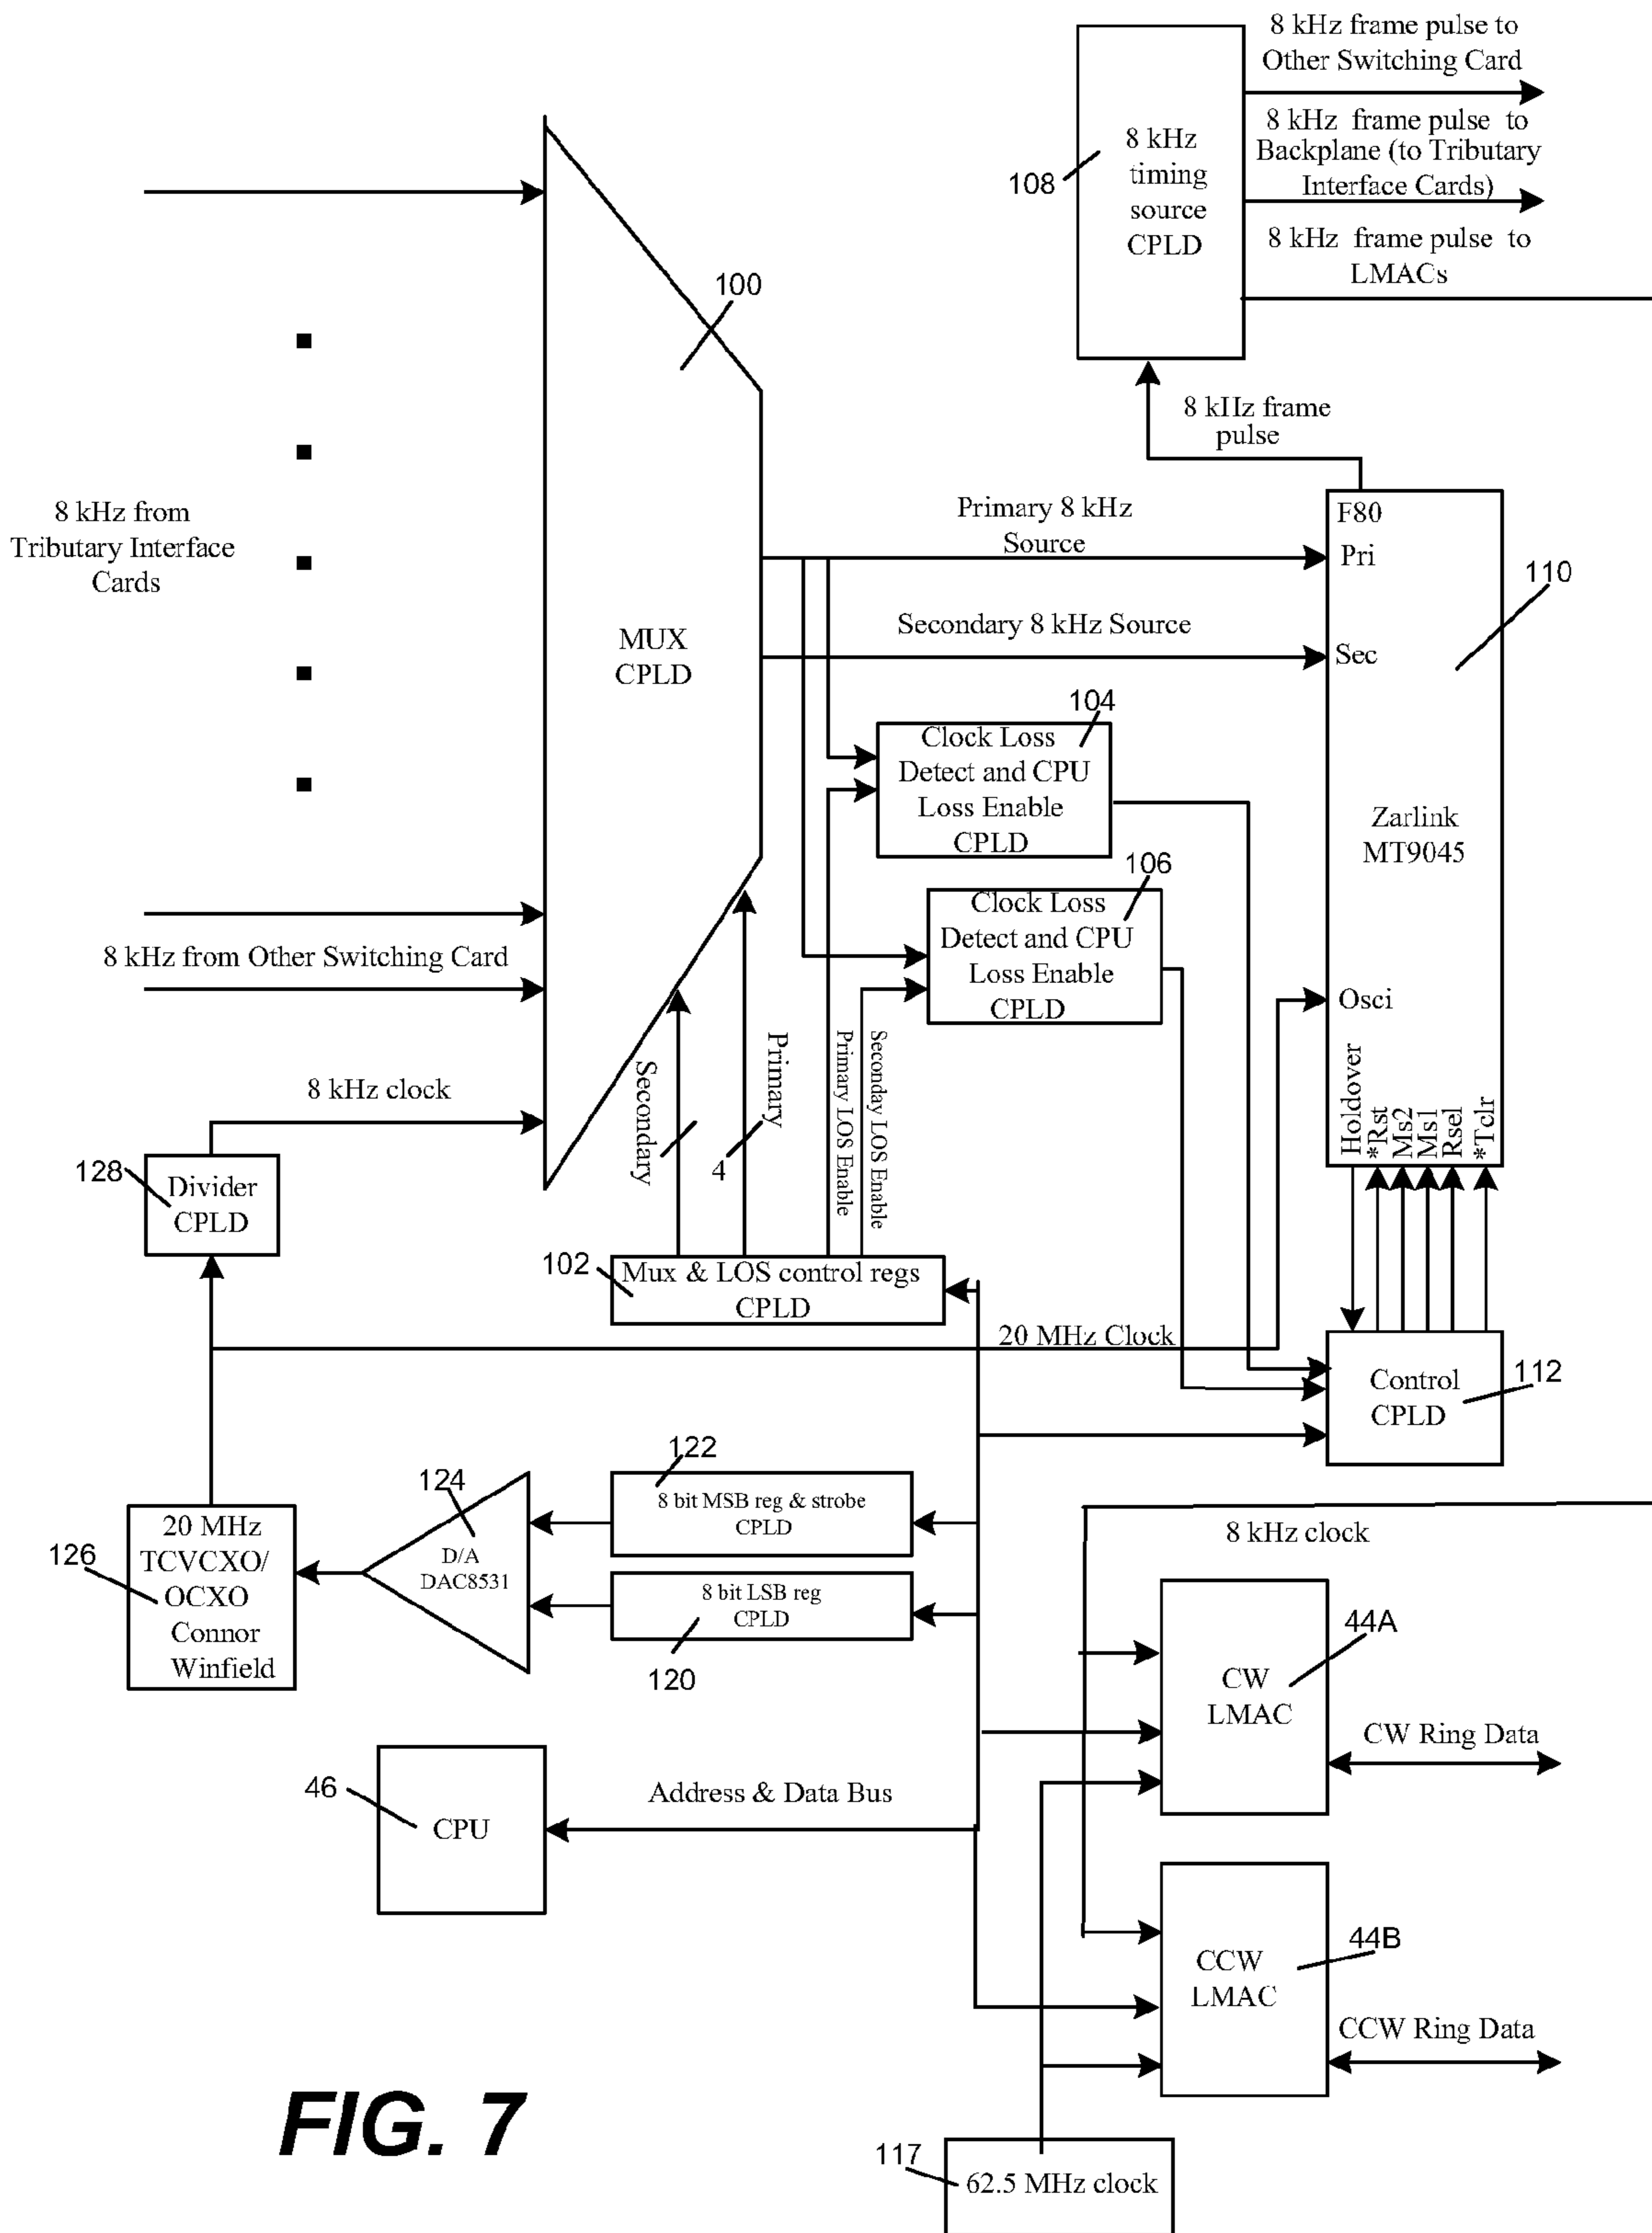 8 kHz frame pulse to
Other Switching Card
8 kHz frame pulse to
Backplane (to Tributary
Interface Cards)
8 kHz frame pulse to
LMACs
8 kHz
timing
source
CPLD
108
100
8 kHz frame
pulse
8 kHz from
Tributary Interface
Cards
MUX
CPLD
Primary 8 kHz
Source
Secondary 8 kHz Source
F80
Pri
Sec
110
Zarlink
MT9045
Osci
Holdover
*Rst
Ms2
Ms1
Rsel
*Tclr
104
Clock Loss
Detect and CPU
Loss Enable
CPLD
106
Clock Loss
Detect and CPU
Loss Enable
CPLD
8 kHz from Other Switching Card
8 kHz clock
Secondary
Primary
4
Primary LOS Enable
Seconday LOS Enable
128
Divider
CPLD
102
Mux & LOS control regs
CPLD
20 MHz Clock
Control
CPLD
112
122
8 bit MSB reg & strobe
CPLD
124
D/A
DAC8531
8 bit LSB reg
CPLD
120
126
20 MHz
TCVCXO/
OCXO
Connor
Winfield
8 kHz clock
44A
CW
LMAC
CW Ring Data
46
CPU
Address & Data Bus
44B
CCW
LMAC
CCW Ring Data
117
62.5 MHz clock
FIG. 7